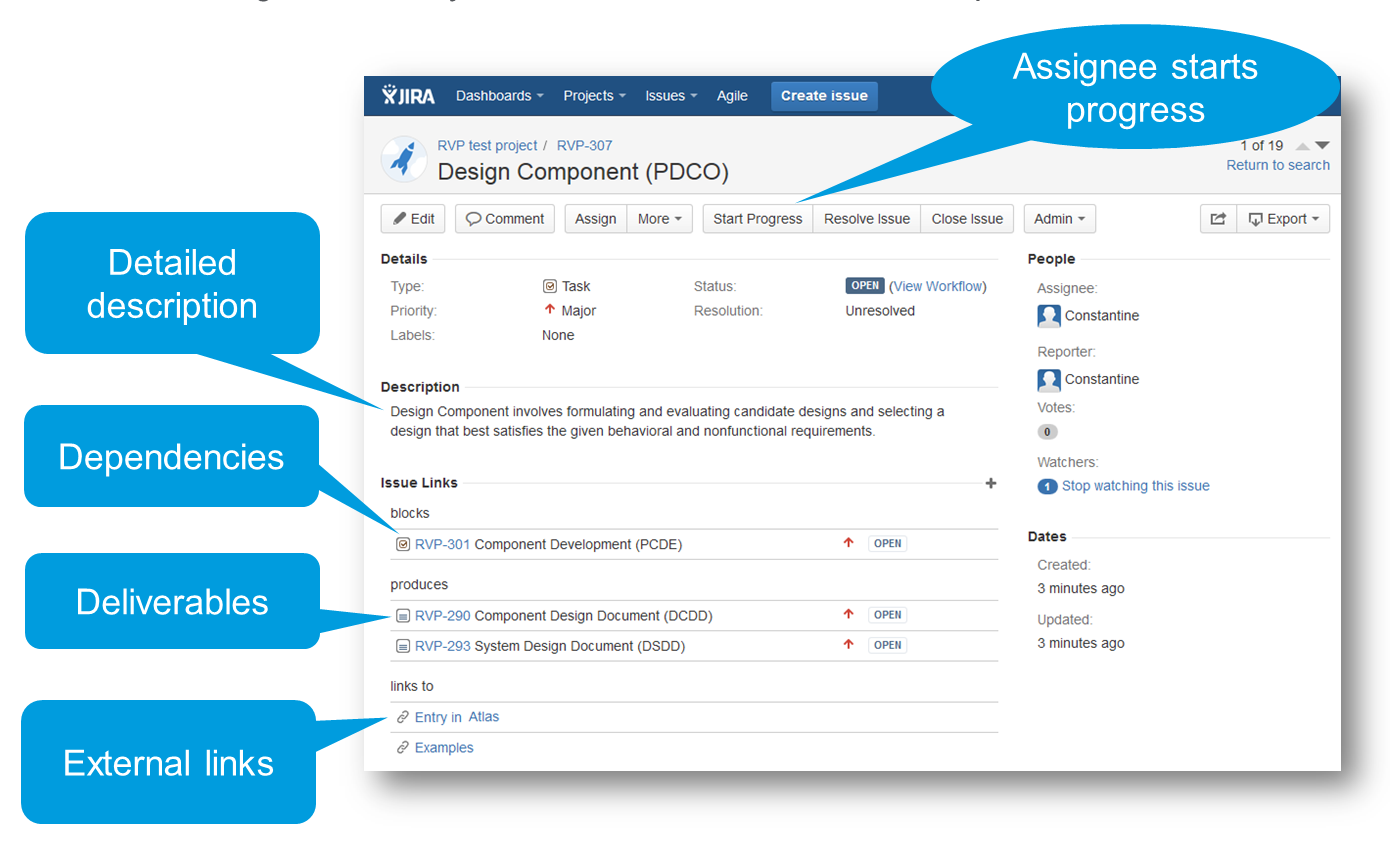 Assignee starts
progress
JIRA Dashboards Projects Issues Agile Create issue
RVP test project / RVP-307
1 of 19
Design Component (PDCO)
Return to search
Edit Comment Assign More Start Progress Resolve Issue Close Issue Admin Export
Detailed
description
Details
Type: Task Status: OPEN (View Workflow)
Priority: Major Resolution: Unresolved
Labels: None
People
Assignee:
Constantine
Reporter:
Constantine
Votes:
0
Watchers:
1 Stop watching this issue
Description
Design Component involves formulating and evaluating candidate designs and selecting a
design that best satisfies the given behavioral and nonfunctional requirements.
Dependencies
Issue Links
blocks
RVP-301 Component Development (PCDE) OPEN
Dates
Created:
3 minutes ago
Updated:
3 minutes ago
Deliverables
produces
RVP-290 Component Design Document (DCDD) OPEN
RVP-293 System Design Document (DSDD) OPEN
External links
links to
Entry in Atlas
Examples